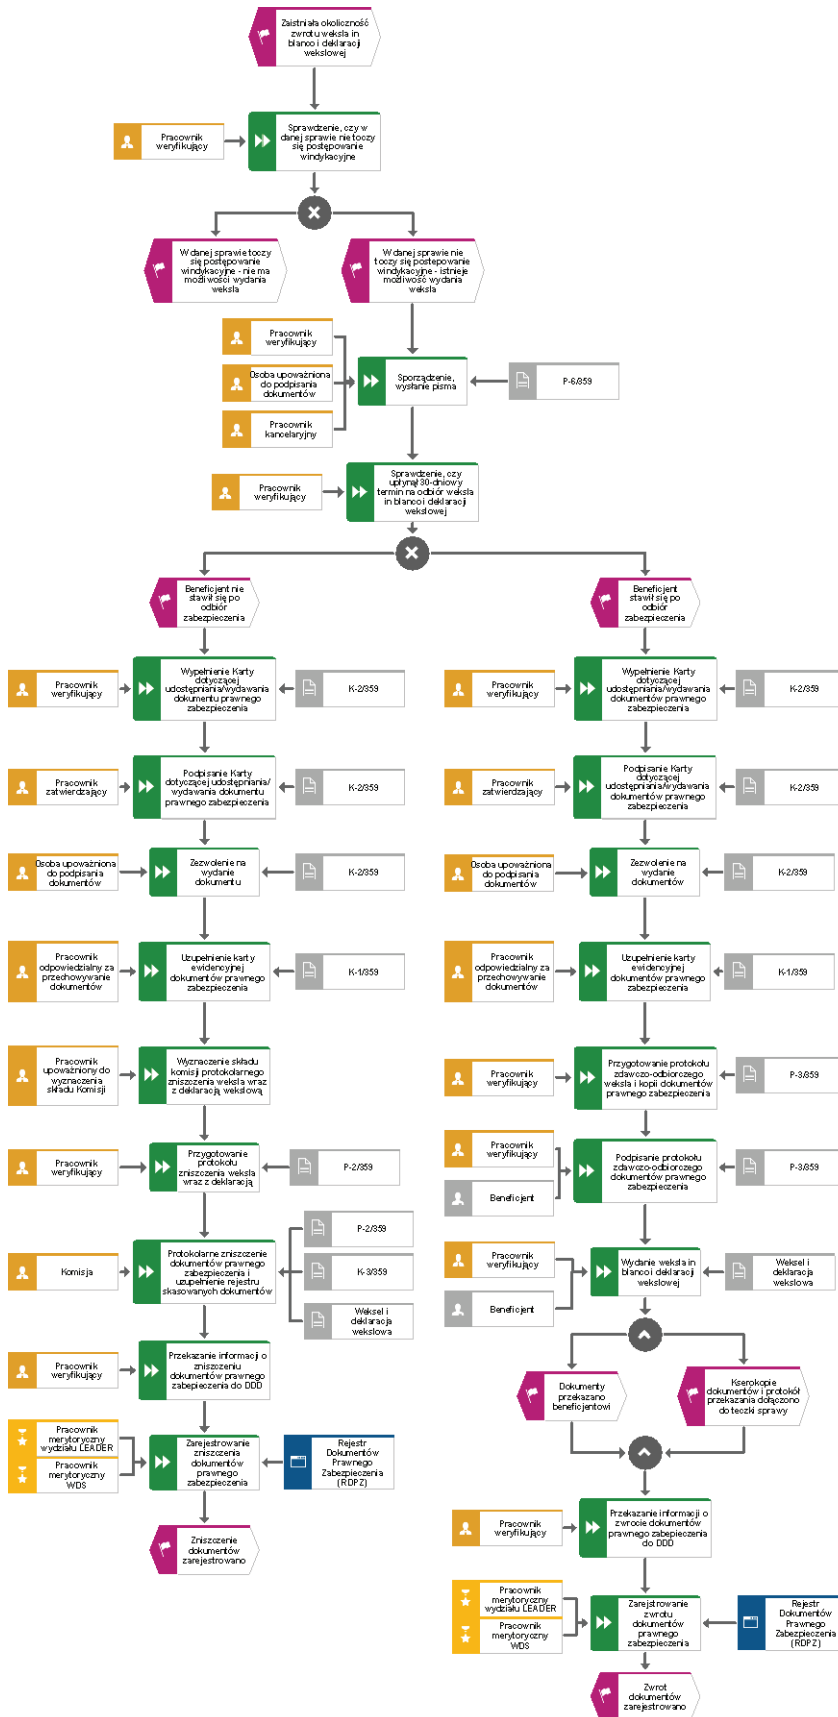 Zaistniała okoliczność
zwrotu weksla in
blanco i deklaracji
wekslowej
Pracownik
weryfikujący
Sprawdzenie, czy w
danej sprawie nie toczy
się postępowanie
windykacyjne
W danej sprawie toczy
się postępowanie
windykacyjne - nie ma
możliwości wydania
weksla
W danej sprawie nie
toczy się postepowanie
windykacyjne - istnieje
możliwość wydania
weksla
Pracownik
weryfikujący
Osoba upoważniona
do podpisania
dokumentów
Pracownik
kancelaryjny
Sporządzenie,
wysłanie pisma
P-6/359
Pracownik
weryfikujący
Sprawdzenie, czy
upłynął 30-dniowy
termin na odbiór weksla
in blanco i deklaracji
wekslowej
Beneficjent nie
stawił się po
odbiór
zabezpieczenia
Beneficjent
stawił się po
odbiór
zabezpieczenia
Pracownik
weryfikujący
Wypełnienie Karty
dotyczącej
udostępniania/wydawania
dokumentu prawnego
zabezpieczenia
K-2/359
Pracownik
weryfikujący
Wypełnienie Karty
dotyczącej
udostępniania/wydawania
dokumentów prawnego
zabezpieczenia
K-2/359
Pracownik
zatwierdzający
Podpisanie Karty
dotyczącej udostępniania/
wydawania dokumentu
prawnego zabezpieczenia
K-2/359
Pracownik
zatwierdzający
Podpisanie Karty
dotyczącej
udostępniania/wydawania
dokumentów prawnego
zabezpieczenia
K-2/359
Osoba upoważniona
do podpisania
dokumentów
Zezwolenie na
wydanie
dokumentu
K-2/359
Osoba upoważniona
do podpisania
dokumentów
Zezwolenie na
wydanie
dokumentów
K-2/359
Pracownik
odpowiedzialny za
przechowywanie
dokumentów
Uzupełnienie karty
ewidencyjnej
dokumentów prawnego
zabezpieczenia
K-1/359
Pracownik
odpowiedzialny za
przechowywanie
dokumentów
Uzupełnienie karty
ewidencyjnej
dokumentów prawnego
zabezpieczenia
K-1/359
Pracownik
upoważniony do
wyznaczenia
składu Komisji
Wyznaczenie składu
komisji protokolarnego
zniszczenia weksla wraz
z deklaracją wekslową
Pracownik
weryfikujący
Przygotowanie protokołu
zdawczo-odbiorczego
weksla i kopii dokumentów
prawnego zabezpieczenia
P-3/359
Pracownik
weryfikujący
Przygotowanie
protokołu
zniszczenia weksla
wraz z deklaracją
P-2/359
Pracownik
weryfikujący
Beneficjent
Podpisanie protokołu
zdawczo-odbiorczego
dokumentów prawnego
zabezpieczenia
P-3/359
Komisja
Protokolarne zniszczenie
dokumentów prawnego
zabezpieczenia i
uzupełnienie rejestru
skasowanych dokumentów
P-2/359
K-3/359
Weksel i
deklaracja
wekslowa
Pracownik
weryfikujący
Beneficjent
Wydanie weksla in
blanco i deklaracji
wekslowej
Weksel i
deklaracja
wekslowa
Pracownik
weryfikujący
Przekazanie informacji o
zniszczeniu
dokumentów prawnego
zabepieczenia do DDD
Dokumenty
przekazano
beneficjentowi
Kserokopie
dokumentów i protokół
przekazania dołączono
do teczki sprawy
Pracownik
merytoryczny
wydziału LEADER
Pracownik
merytoryczny
WDS
Zarejestrowanie
zniszczenia
dokumentów
prawnego
zabezpieczenia
Rejestr
Dokumentów
Prawnego
Zabezpieczenia
(RDPZ)
Zniszczenie
dokumentów
zarejestrowano
Pracownik
weryfikujący
Przekazanie informacji o
zwrocie dokumentów
prawnego zabepieczenia
do DDD
Pracownik
merytoryczny
wydziału LEADER
Pracownik
merytoryczny
WDS
Zarejstrowanie
zwrotu
dokumentów
prawnego
zabezpieczenia
Rejestr
Dokumentów
Prawnego
Zabezpieczenia
(RDPZ)
Zwrot
dokumentów
zarejestrowano